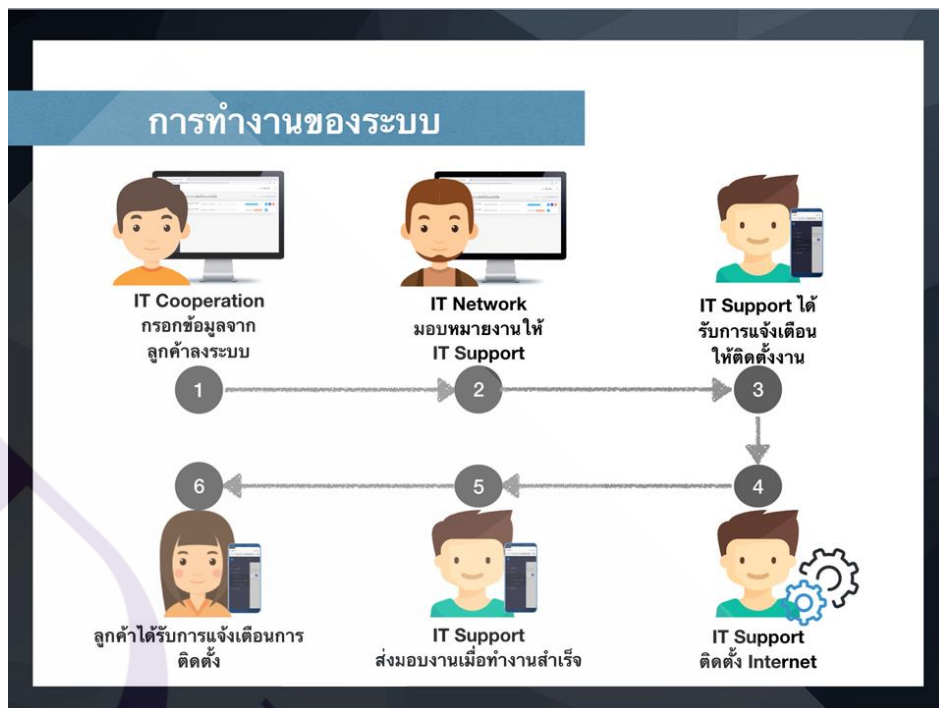 การทำงานของระบบ
IT Cooperation
กรอกข้อมูลจาก
ลูกค้าลงระบบ
IT Network
มอบหมายงานให้
IT Support
IT Support ได้
รับการแจ้งเตือน
ให้ติดตั้งงาน
1
2
3
4
5
6
IT Support
ติดตั้ง Internet
IT Support
ส่งมอบงานเมื่อทำงานสำเร็จ
ลูกค้าได้รับการแจ้งเตือนการ
ติดตั้ง